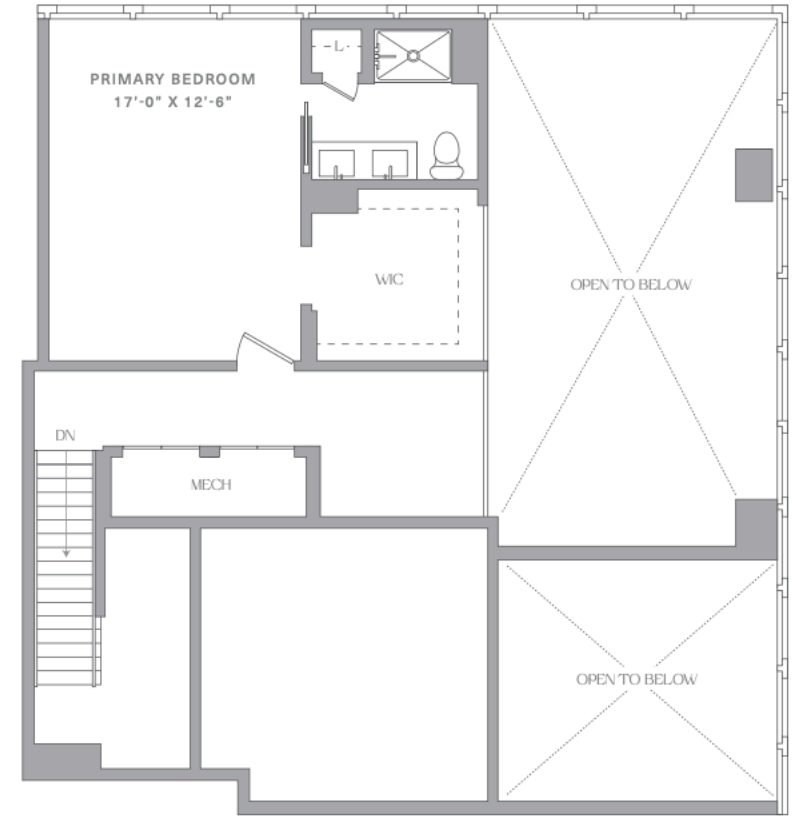 L
PRIMARY BEDROOM
17'-0" X 12'-6"
WIC
OPEN TO BELOW
DN
MECH
OPEN TO BELOW